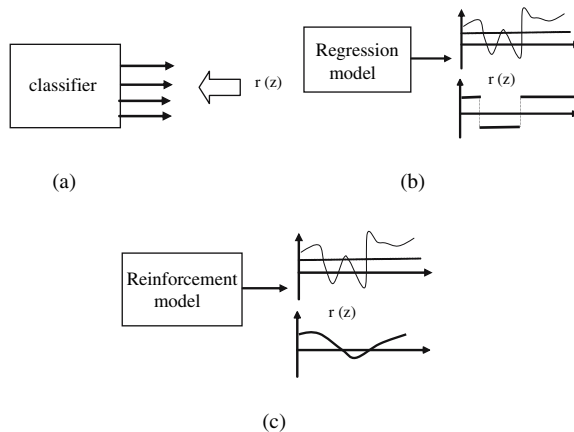 classifier
r (z)
(a)
Regression
model
r (z)
(b)
Reinforcement
model
r (z)
(c)